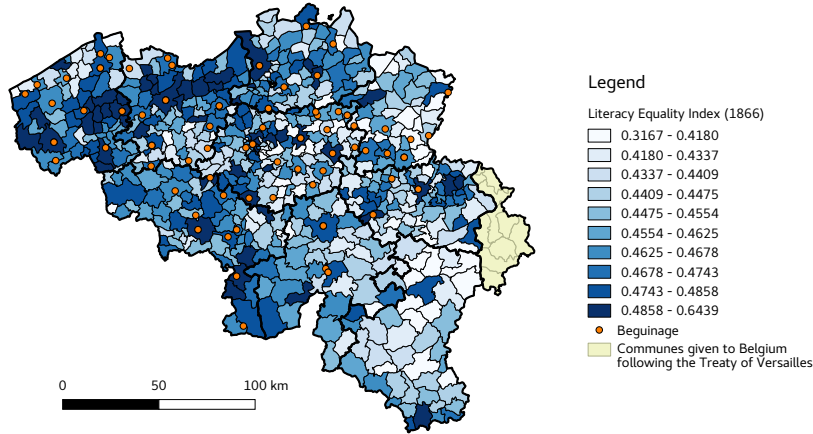 Legend
Literacy Equality Index (1866)
0.3167 - 0.4180
0.4180 - 0.4337
0.4337 - 0.4409
0.4409 - 0.4475
0.4475 - 0.4554
0.4554 - 0.4625
0.4625 - 0.4678
0.4678 - 0.4743
0.4743 - 0.4858
0.4858 - 0.6439
Beguinage
Communes given to Belgium
following the Treaty of Versailles
0 50 100 km